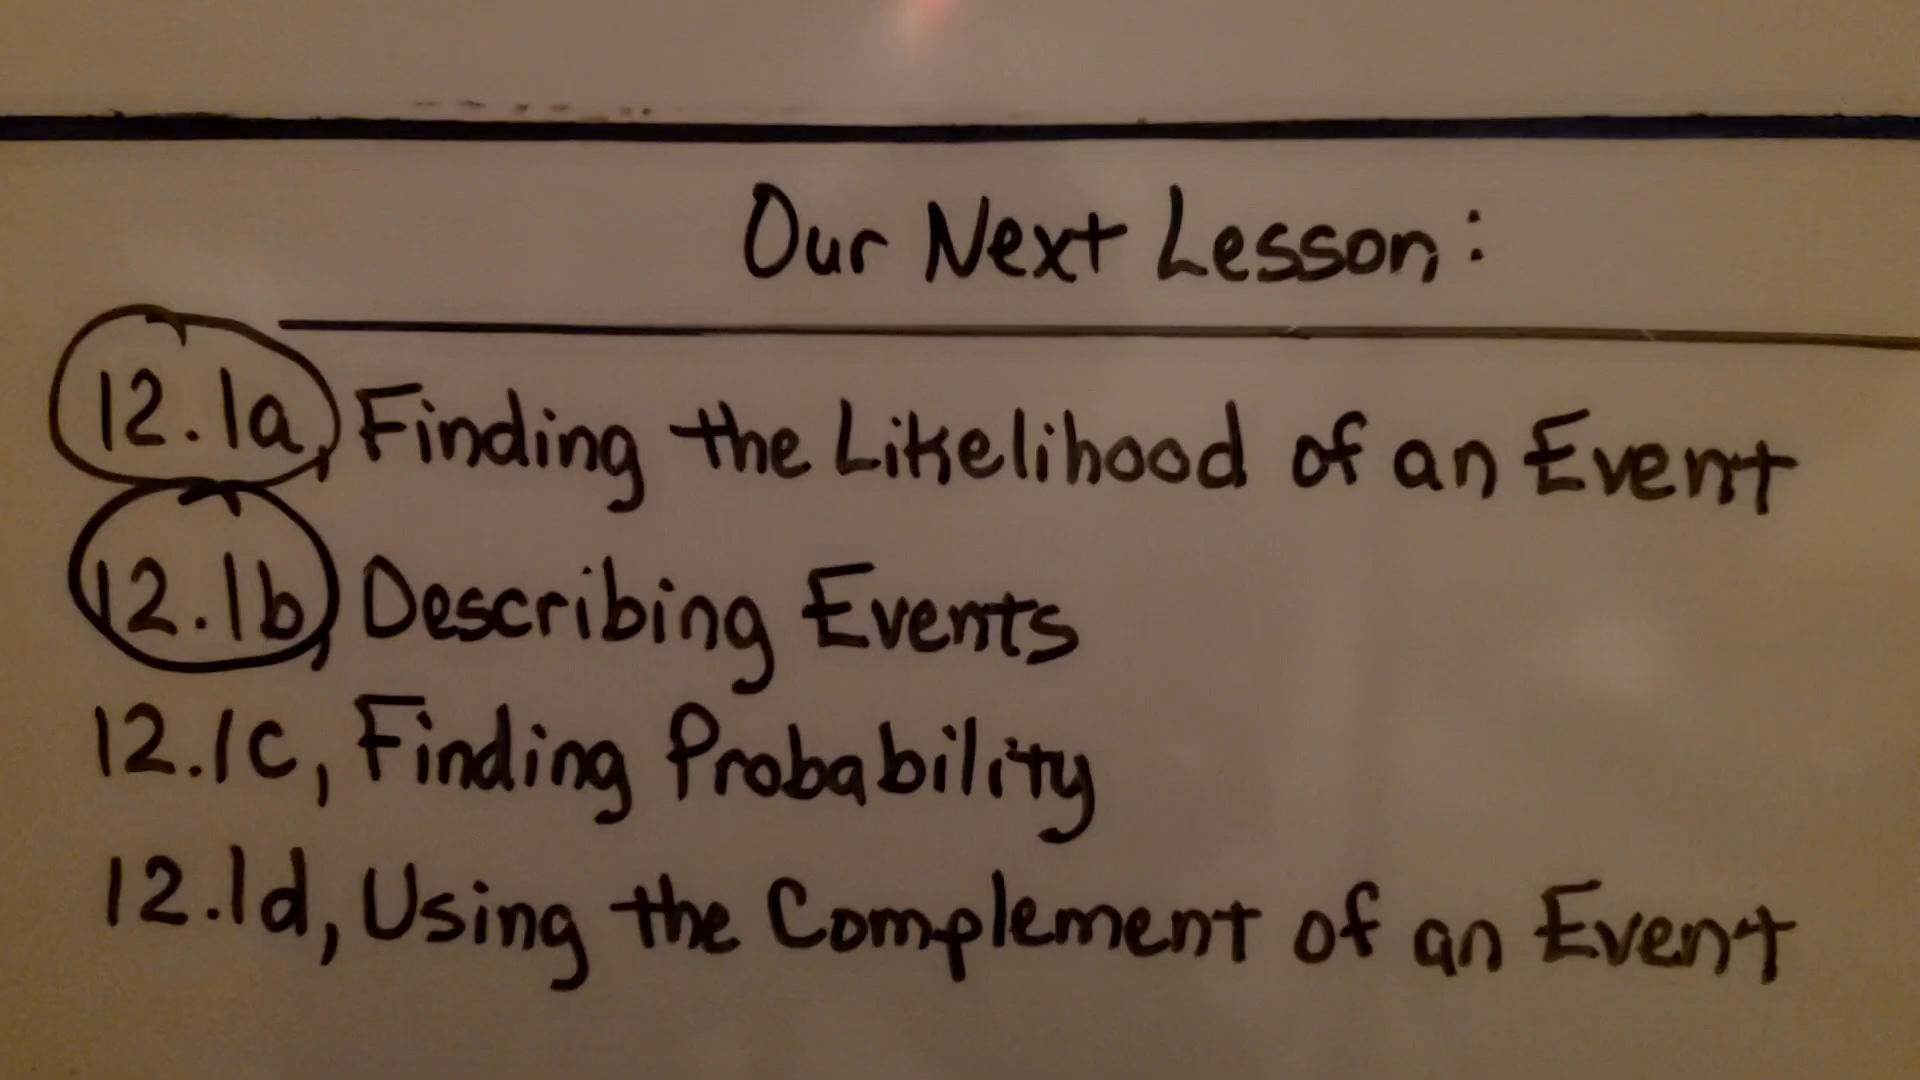 Our Next Lesson:
12.1a, Finding the Likelihood of an Event
12.1b, Describing Events
12.1c, Finding Probability
12.1d, Using the Complement of an Event